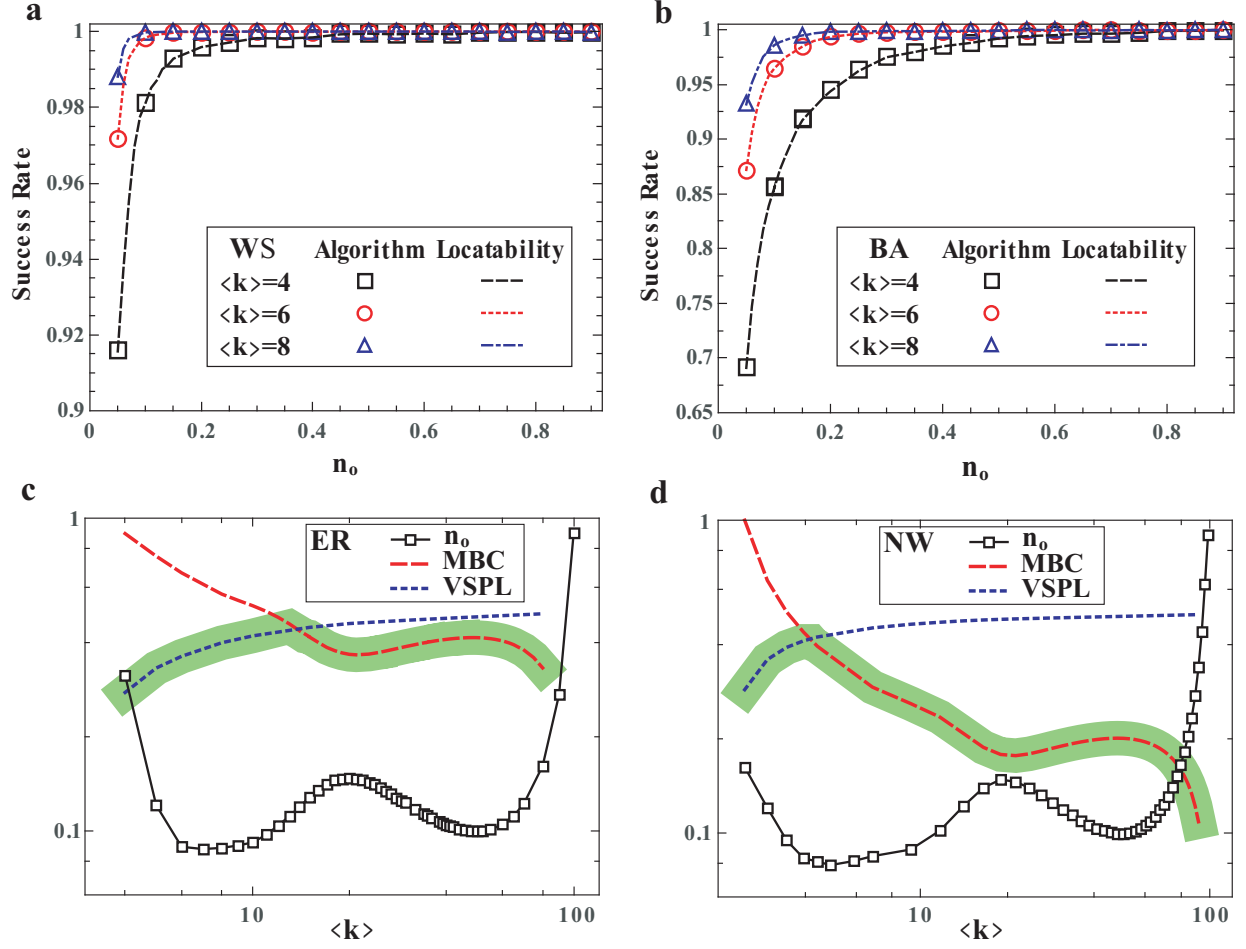 a
1
0.98
0.96
0.94
0.92
0.9
Success Rate
0
0.2
0.4
0.6
0.8
n₀
WS Algorithm Locatability
<k>=4
<k>=6
<k>=8
b
1
0.95
0.9
0.85
0.8
0.75
0.7
0.65
Success Rate
0
0.2
0.4
0.6
0.8
n₀
BA Algorithm Locatability
<k>=4
<k>=6
<k>=8
c
1
0.1
10
100
<k>
ER
n₀
MBC
VSPL
d
1
0.1
10
100
<k>
NW
n₀
MBC
VSPL